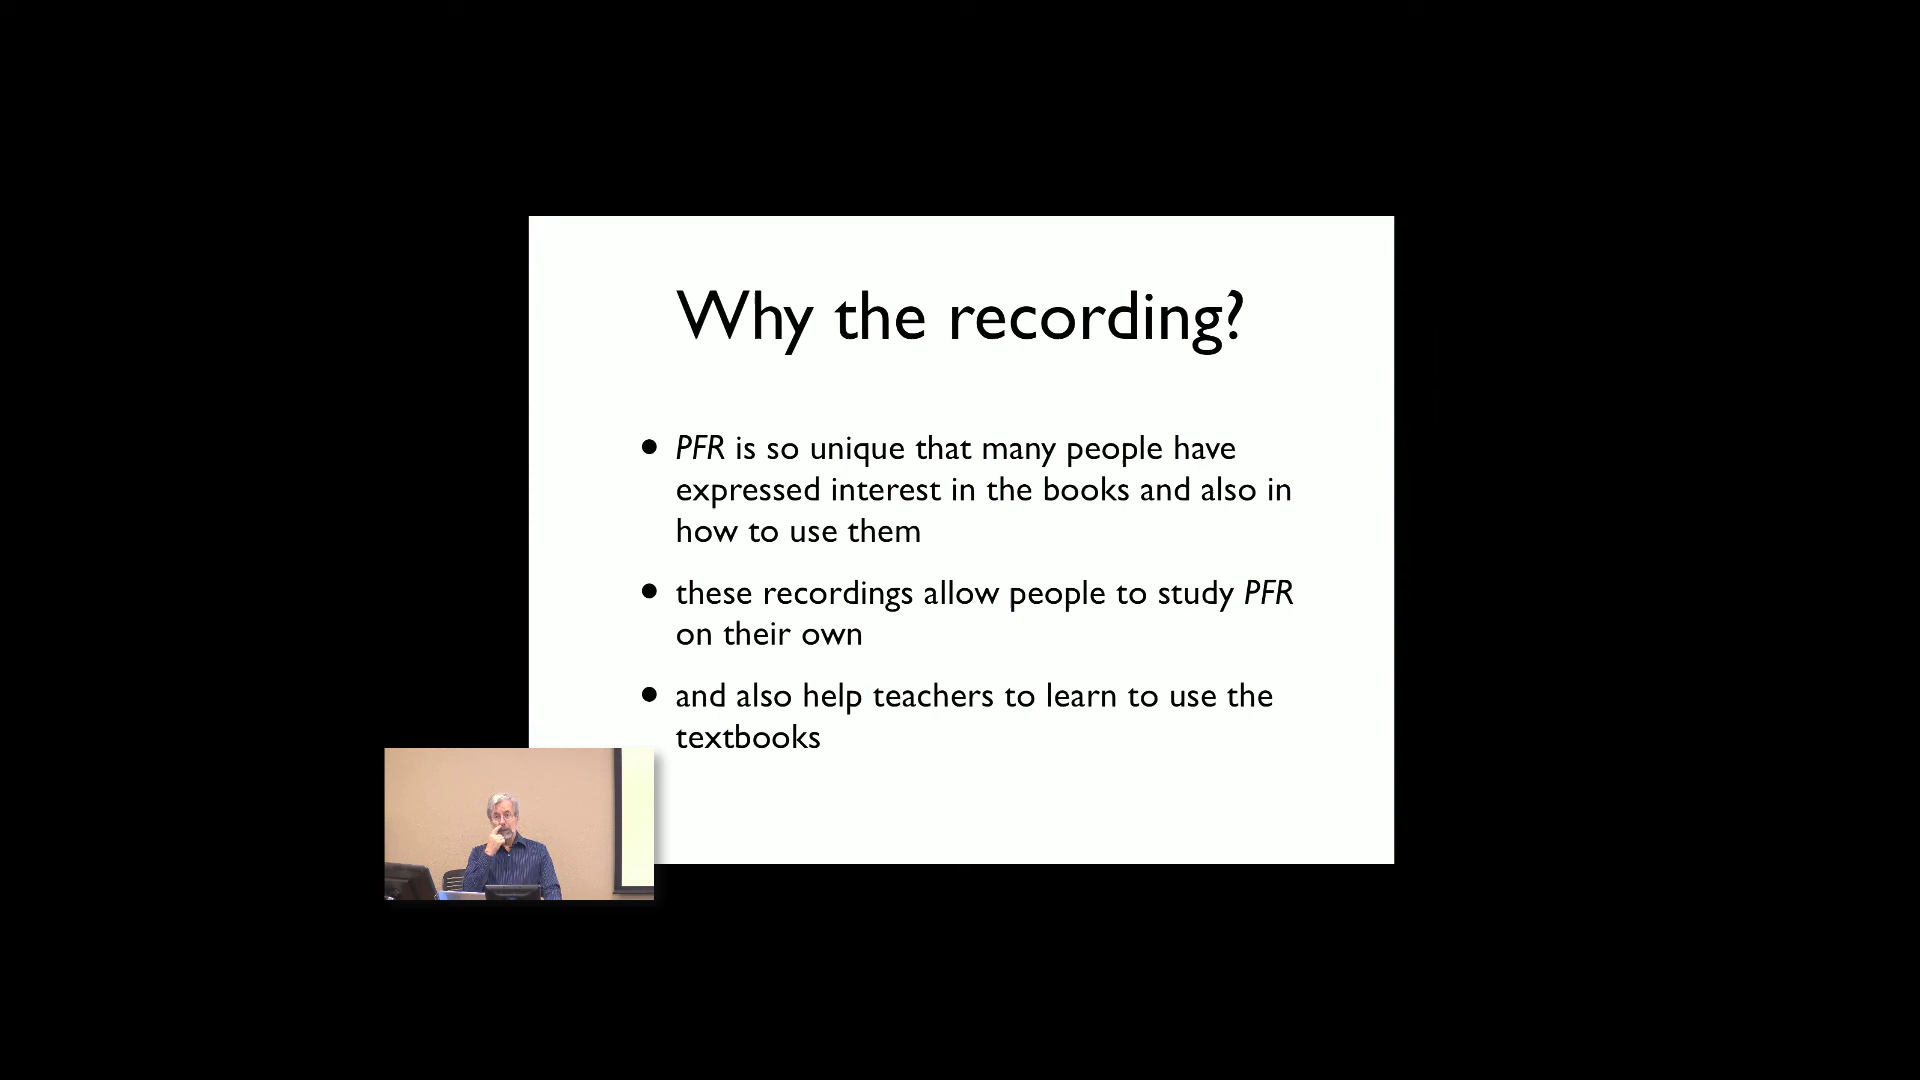 Why the recording?
• PFR is so unique that many people have
expressed interest in the books and also in
how to use them
• these recordings allow people to study PFR
on their own
• and also help teachers to learn to use the
textbooks